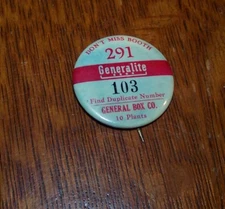 DON'T MISS BOOTH
291
Generalite
103
Find Duplicate Number
GENERAL BOX CO.
16 Plants